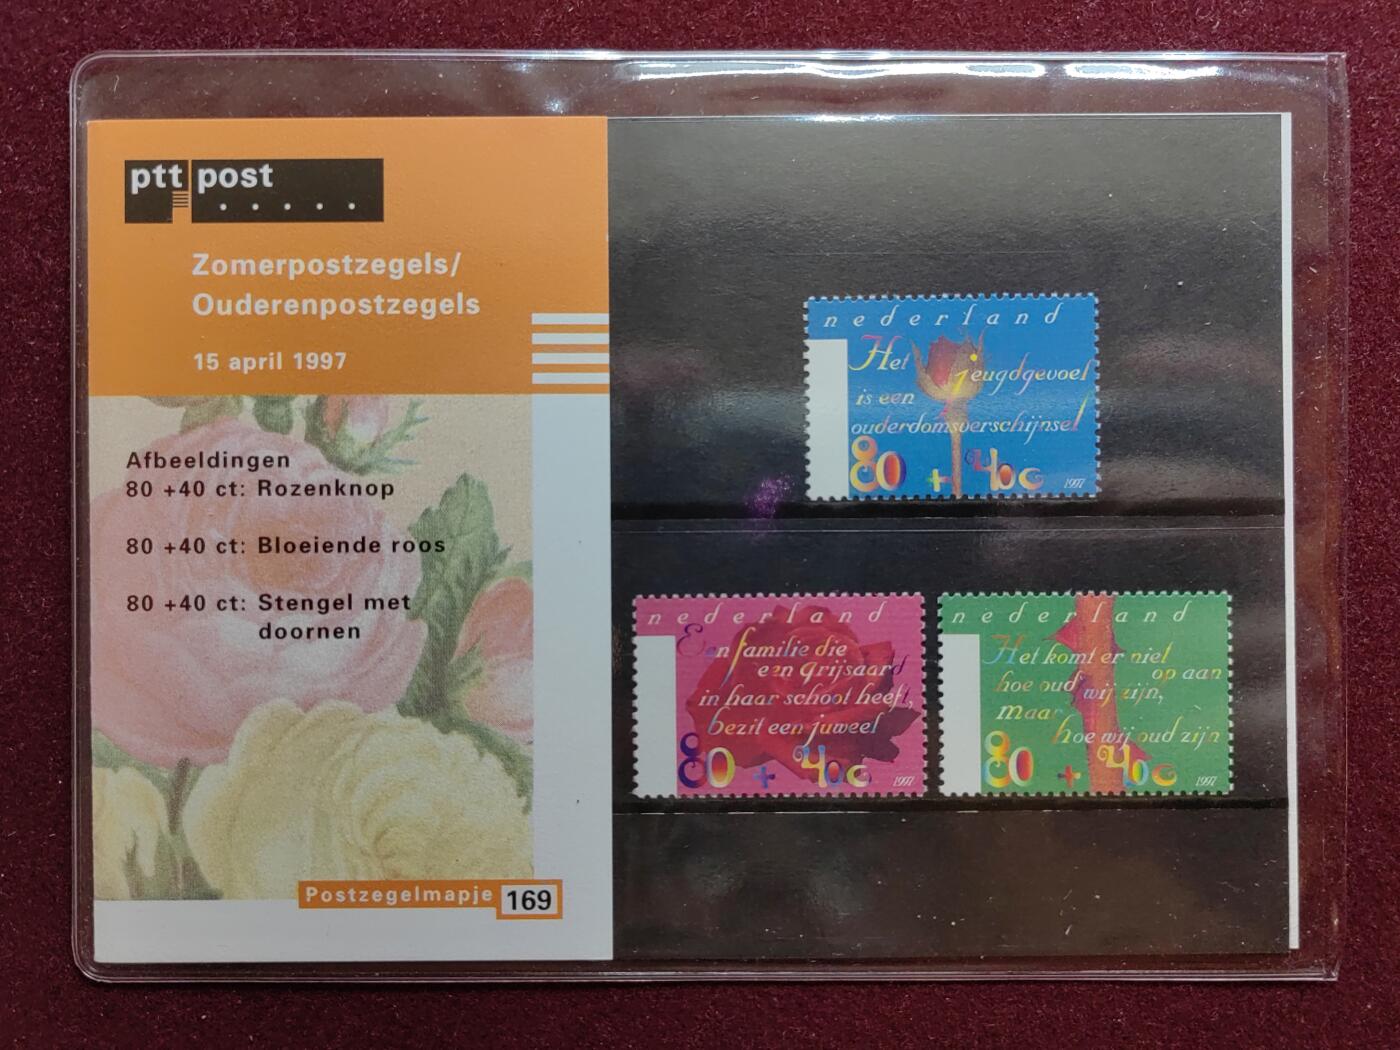 ptt post
Zomerpostzegels/
Ouderenpostzegels
15 april 1997
Afbeeldingen
80 +40 ct: Rozenknop
80 +40 ct: Bloeiende roos
80 +40 ct: Stengel met
doornen
Postzegelmapje 169
nederland
Het jeugdgevoel
is een
ouderdomsverschijnsel
80 + 40c 1997
nederland
Een familie die
een grijsaard
in haar schoot heeft,
bezit een juweel
80 + 40c 1997
nederland
Het komt er niet
op aan
hoe oud wij zijn,
maar
hoe wij oud zijn
80 + 40c 1997